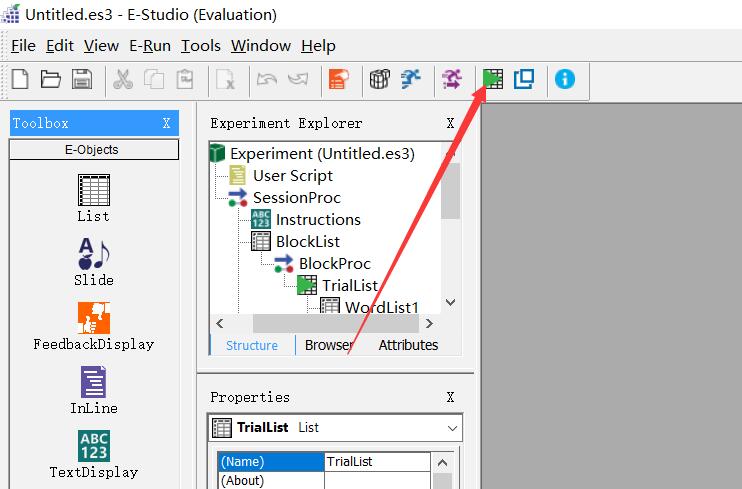 Untitled.es3 - E-Studio (Evaluation)
File Edit View E-Run Tools Window Help
Toolbox X
E-Objects
List
Slide
FeedbackDisplay
InLine
ABC
123
TextDisplay
Experiment Explorer X
Experiment (Untitled.es3)
User Script
SessionProc
ABC
123
Instructions
BlockList
BlockProc
TrialList
WordList1
Structure Browser Attributes
Properties X
TrialList List
(Name) TrialList
(About)